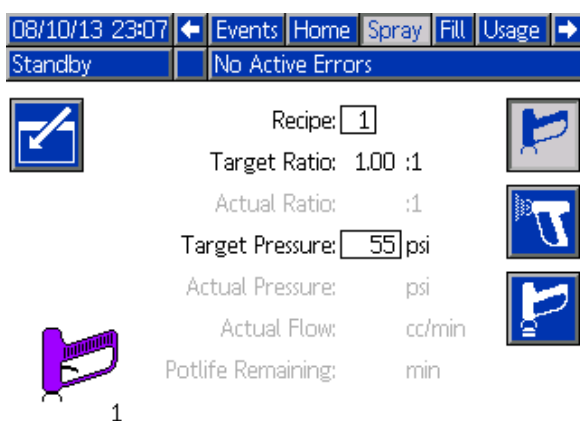 08/10/13 23:07 Events Home Spray Fill Usage
Standby No Active Errors
Recipe: 1
Target Ratio: 1.00 :1
Actual Ratio: :1
Target Pressure: 55 psi
Actual Pressure: psi
Actual Flow: cc/min
Potlife Remaining: min
1